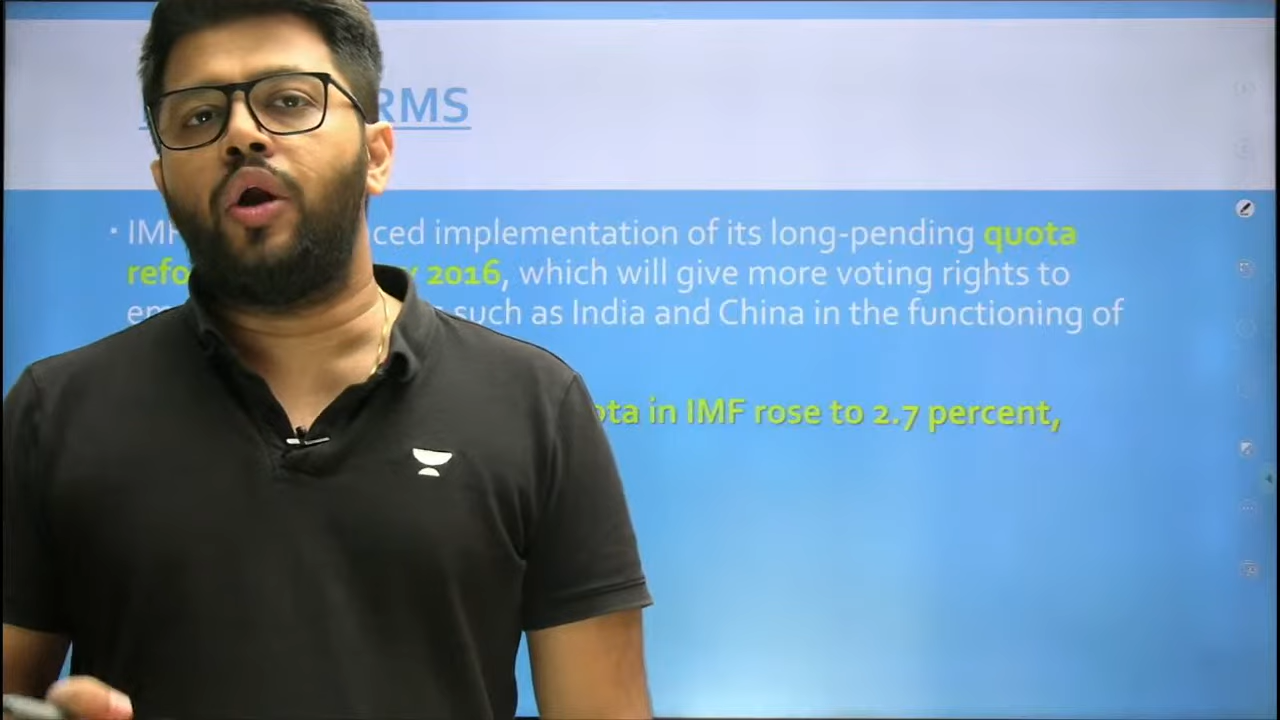 RMS
· IMF ced implementation of its long-pending quota
refo 2016, which will give more voting rights to
em such as India and China in the functioning of
ota in IMF rose to 2.7 percent,